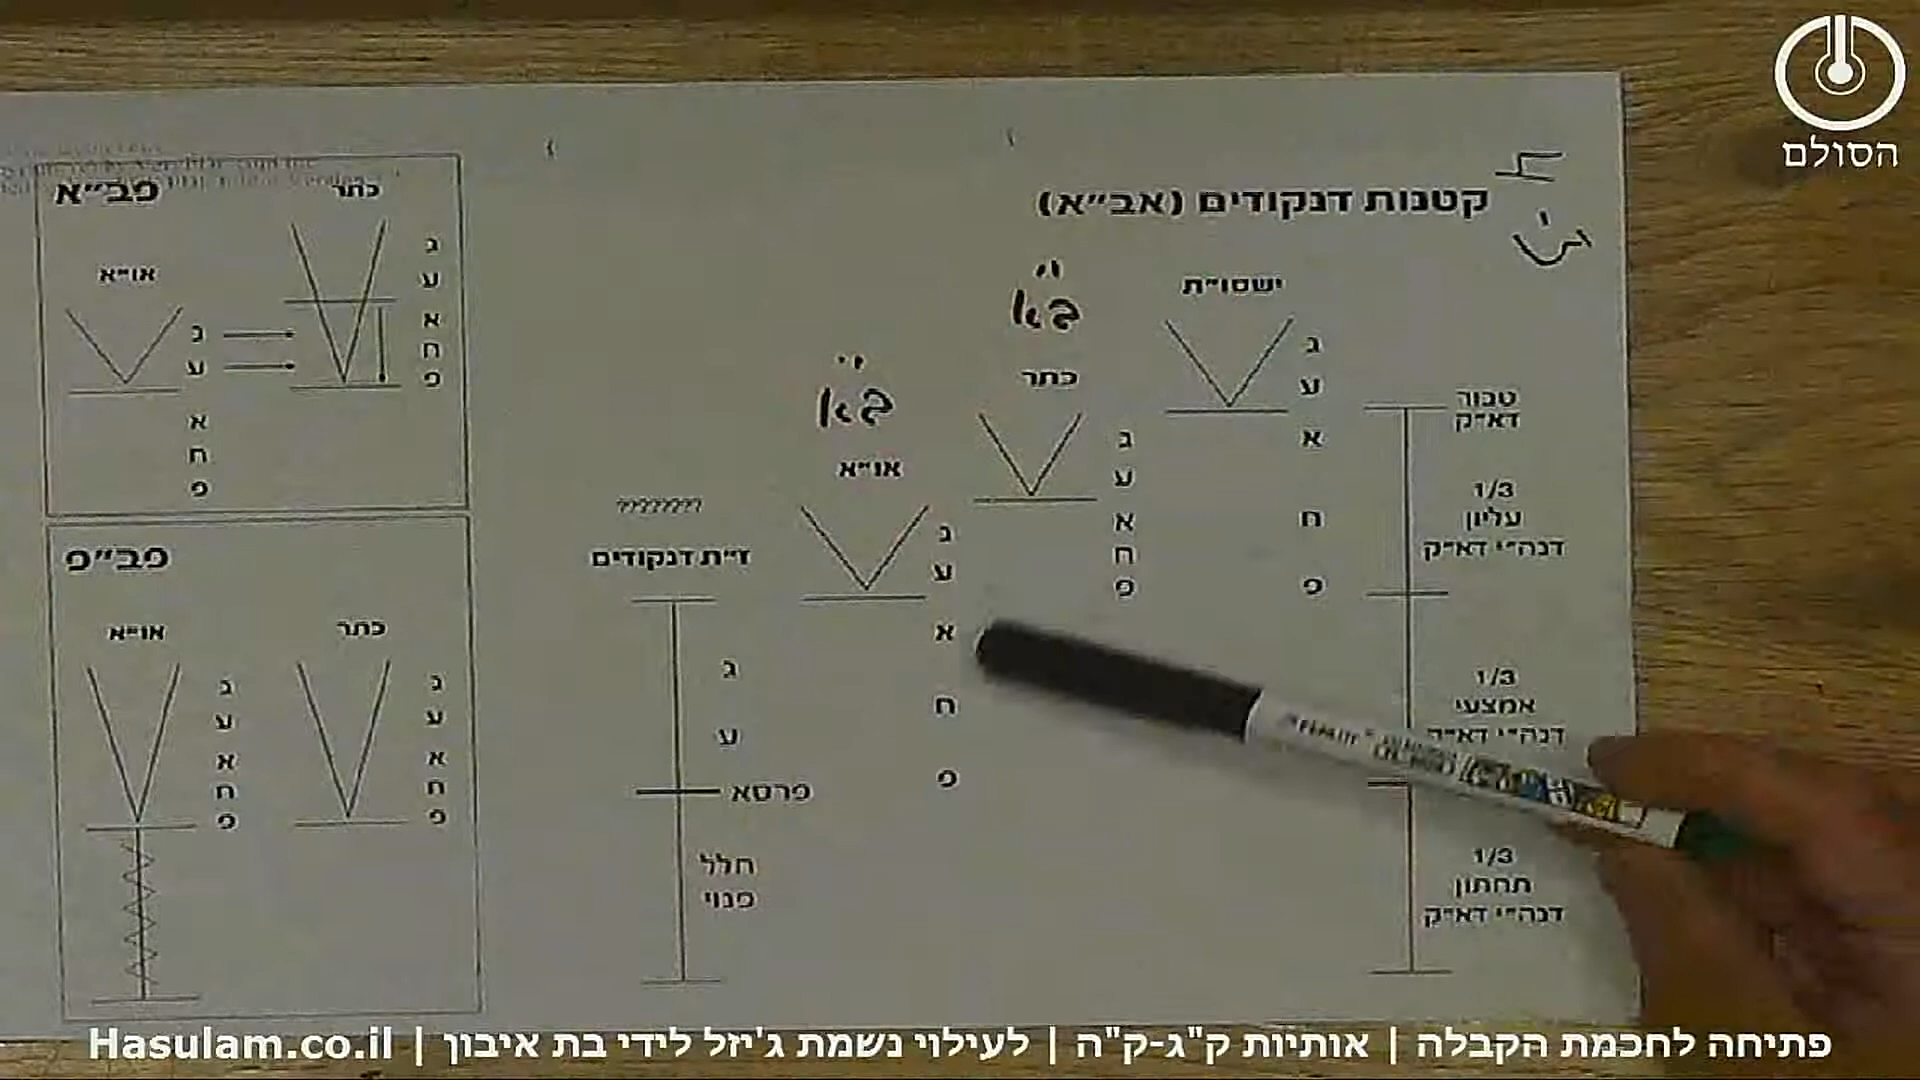 הסולם
קטנות דנקודים (אב״א)
ישסו״ת
ג
ע
א
ח
פ
טבור
דא״ק
1/3
עליון
דנה״י דא״ק
1/3
אמצעי
דנה״י דא״ק
1/3
תחתון
דנה״י דא״ק
כתר
ג
ע
א
ח
פ
או״א
ג
ע
א
ח
פ
????????
ז״ת דנקודים
ג
ע
פרסא
חלל
פנוי
פב״א
כתר
ג
ע
א
ח
פ
או״א
ג
ע
א
ח
פ
פב״פ
כתר
ג
ע
א
ח
פ
או״א
ג
ע
א
ח
פ
פתיחה לחכמת הקבלה | אותיות ק"ג-ק"ה | לעילוי נשמת ג'יזל לידי בת איבון | Hasulam.co.il